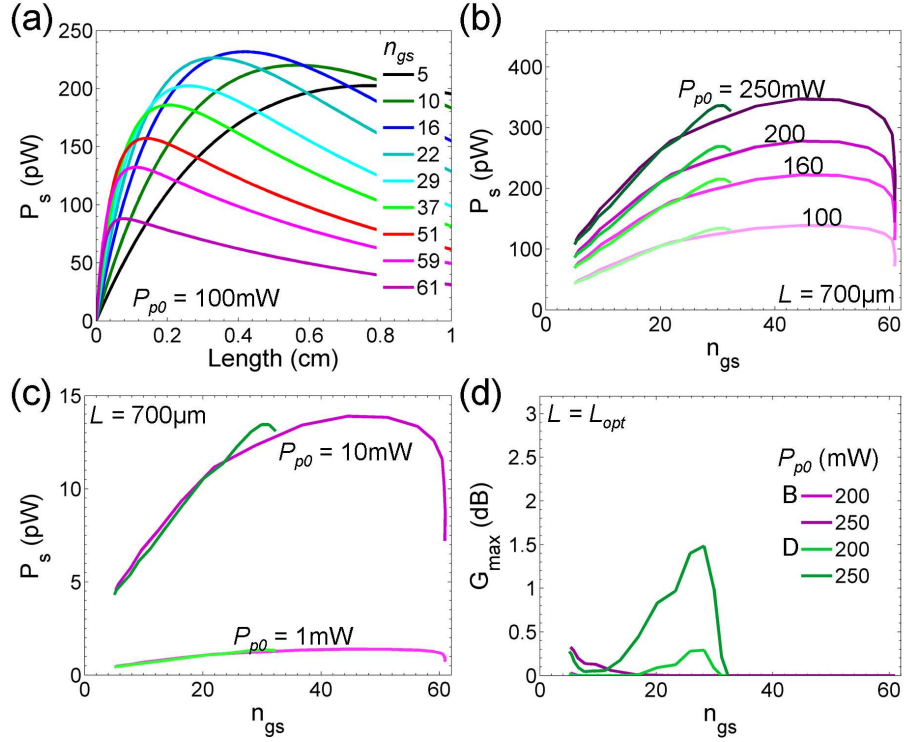 (a)
250
200
150
100
50
0
P_s (pW)
0
0.2
0.4
0.6
0.8
1
Length (cm)
P_p0 = 100mW
n_gs
5
10
16
22
29
37
51
59
61
(b)
400
300
200
100
0
P_s (pW)
0
20
40
60
n_gs
P_p0 = 250mW
200
160
100
L = 700µm
(c)
15
10
5
0
P_s (pW)
0
20
40
60
n_gs
L = 700µm
P_p0 = 10mW
P_p0 = 1mW
(d)
3
2.5
2
1.5
1
0.5
0
G_max (dB)
0
20
40
60
n_gs
L = L_opt
P_p0 (mW)
B 200
250
D 200
250